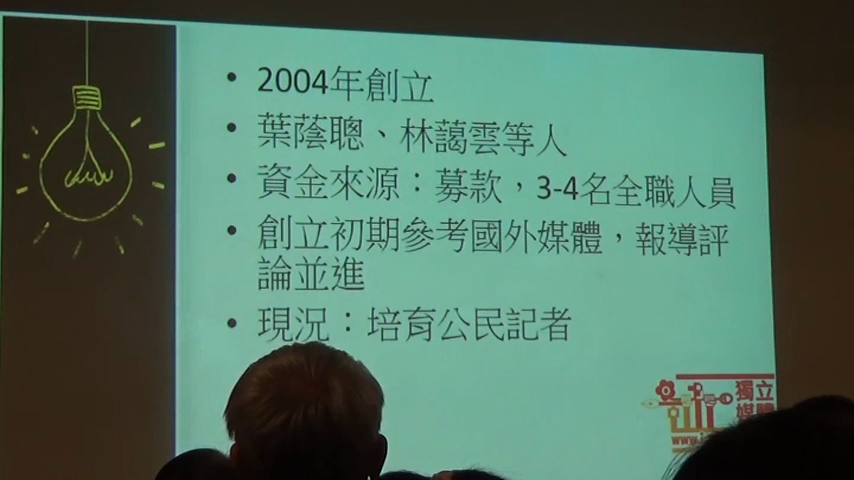 • 2004年創立
• 葉蔭聰、林藹雲等人
• 資金來源：募款，3-4名全職人員
• 創立初期參考國外媒體，報導評
論並進
• 現況：培育公民記者
獨立
媒體
www.i